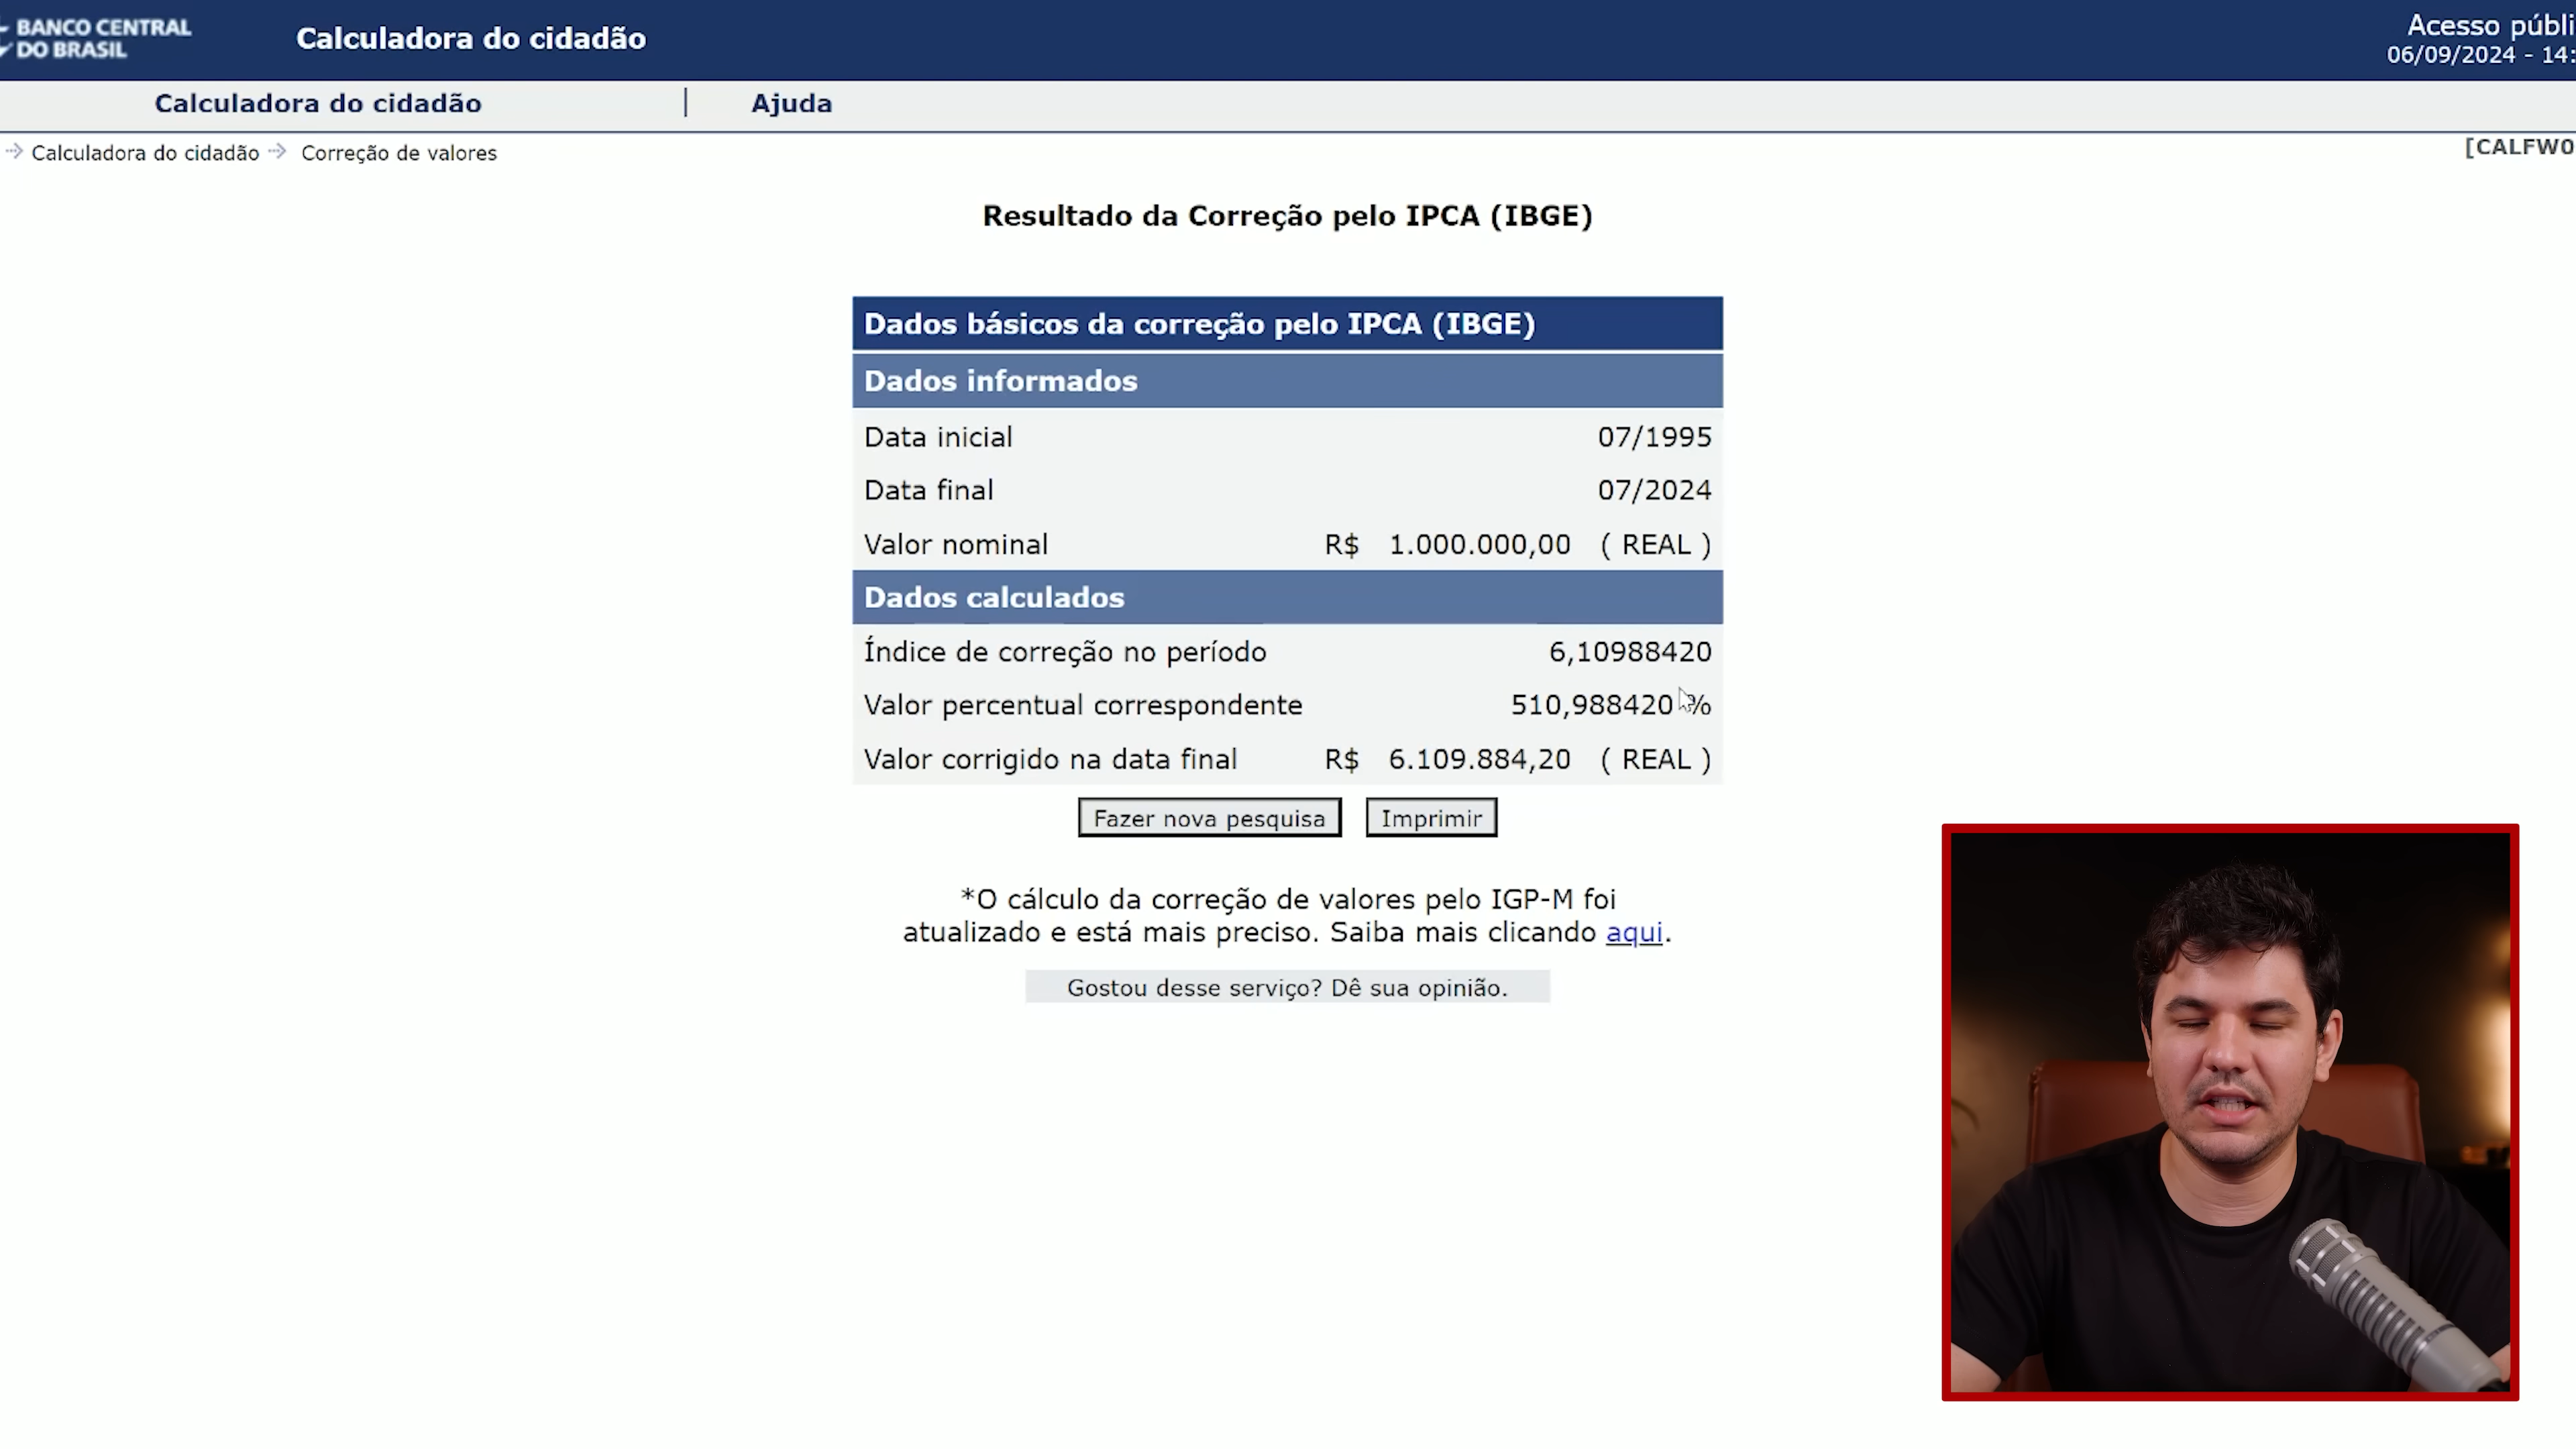 BANCO CENTRAL
DO BRASIL
Calculadora do cidadão
Acesso públi
06/09/2024 - 14:
Calculadora do cidadão | Ajuda
Calculadora do cidadão Correção de valores
[CALFW0
Resultado da Correção pelo IPCA (IBGE)
Dados básicos da correção pelo IPCA (IBGE)
Dados informados
Data inicial 07/1995
Data final 07/2024
Valor nominal R$ 1.000.000,00 ( REAL )
Dados calculados
Índice de correção no período 6,10988420
Valor percentual correspondente 510,988420 %
Valor corrigido na data final R$ 6.109.884,20 ( REAL )
Fazer nova pesquisa Imprimir
*O cálculo da correção de valores pelo IGP-M foi
atualizado e está mais preciso. Saiba mais clicando aqui.
Gostou desse serviço? Dê sua opinião.